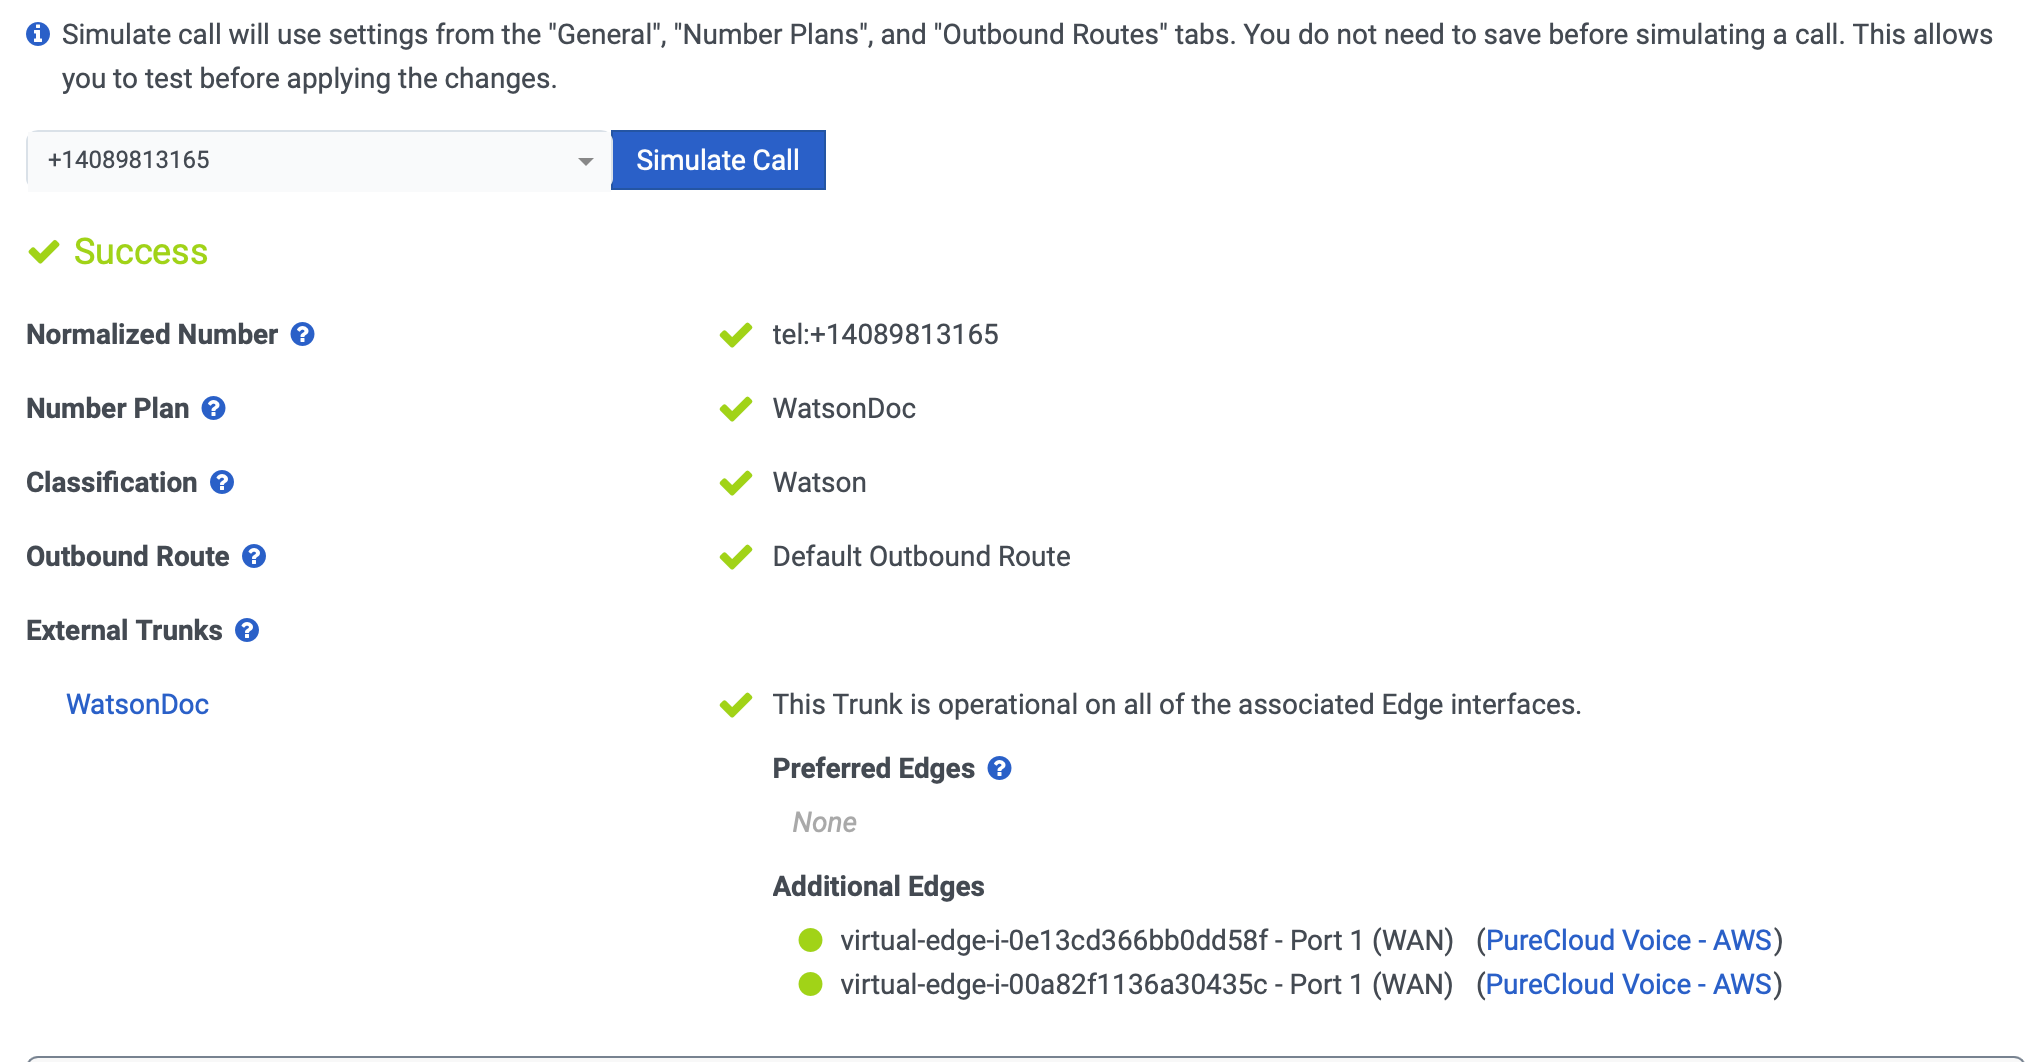 Simulate call will use settings from the "General", "Number Plans", and "Outbound Routes" tabs. You do not need to save before simulating a call. This allows
you to test before applying the changes.
+14089813165
Simulate Call
Success
Normalized Number
tel:+14089813165
Number Plan
WatsonDoc
Classification
Watson
Outbound Route
Default Outbound Route
External Trunks
WatsonDoc
This Trunk is operational on all of the associated Edge interfaces.
Preferred Edges
None
Additional Edges
virtual-edge-i-0e13cd366bb0dd58f - Port 1 (WAN) (PureCloud Voice - AWS)
virtual-edge-i-00a82f1136a30435c - Port 1 (WAN) (PureCloud Voice - AWS)